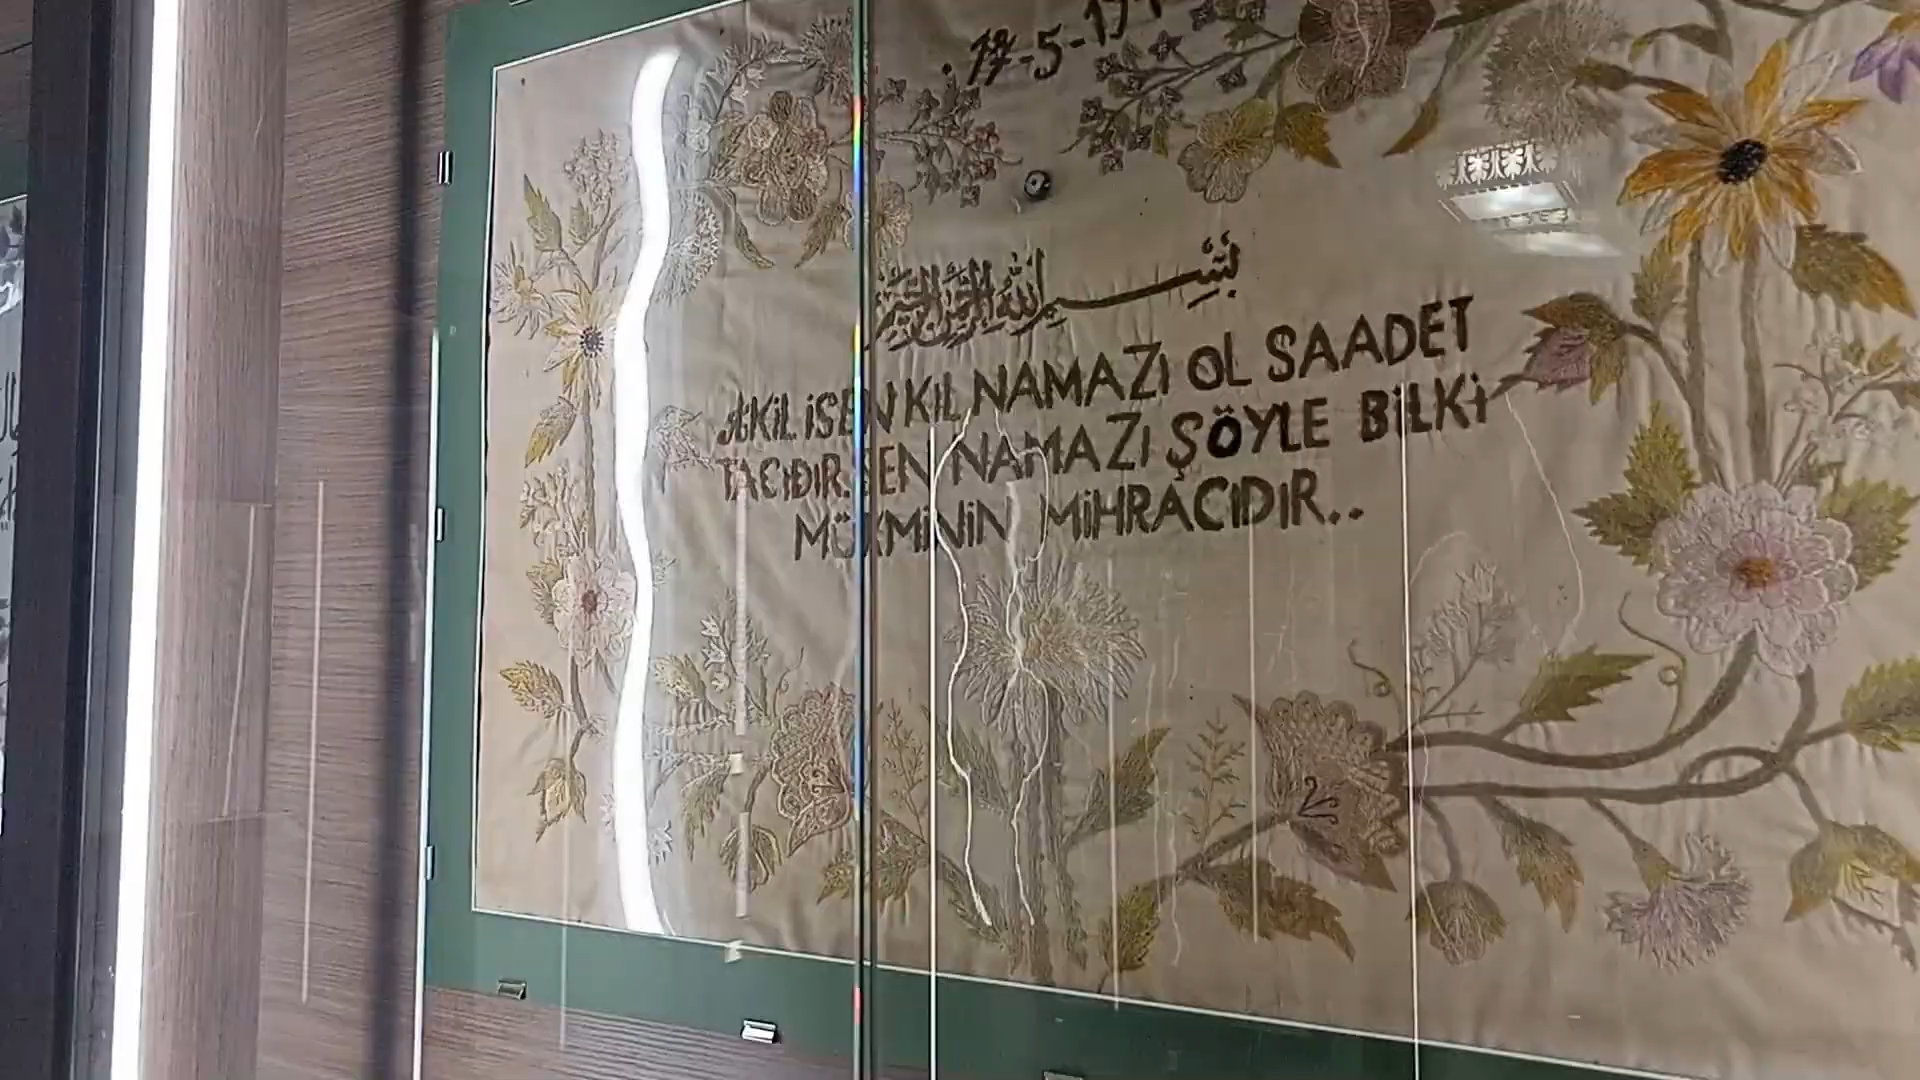 بسم الله الرحمن الرحيم
AKİL İSEN KIL NAMAZI OL SAADET
TACIDIR. SEN NAMAZI ŞÖYLE BİLKİ
MÜ'MİNİN MİHRACIDIR..